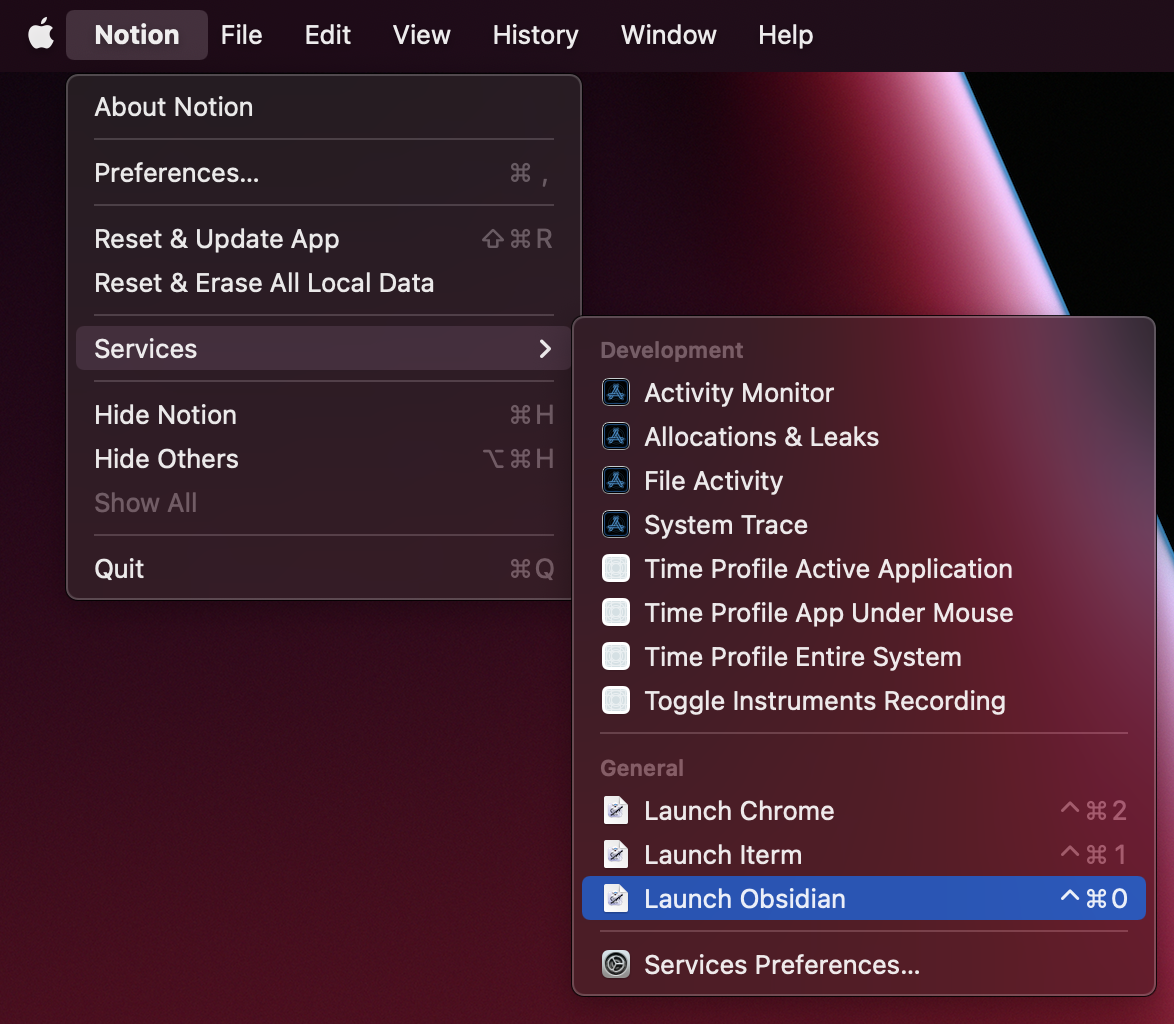 Notion File Edit View History Window Help
About Notion
Preferences... ⌘ ,
Reset & Update App ⇧⌘R
Reset & Erase All Local Data
Services
Hide Notion ⌘H
Hide Others ⌥⌘H
Show All
Quit ⌘Q
Development
Activity Monitor
Allocations & Leaks
File Activity
System Trace
Time Profile Active Application
Time Profile App Under Mouse
Time Profile Entire System
Toggle Instruments Recording
General
Launch Chrome ^⌘2
Launch Iterm ^⌘1
Launch Obsidian ^⌘0
Services Preferences...